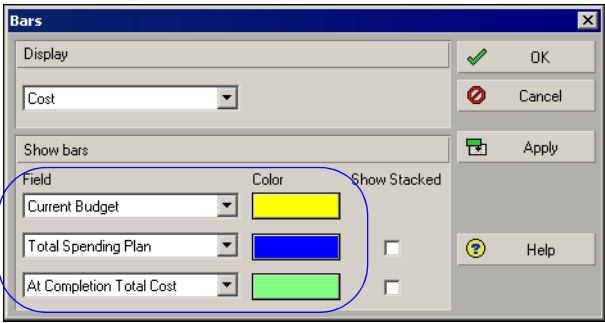 Bars
Display
OK
Cost
Cancel
Show bars
Apply
Field Color Show Stacked
Current Budget
Total Spending Plan
Help
At Completion Total Cost